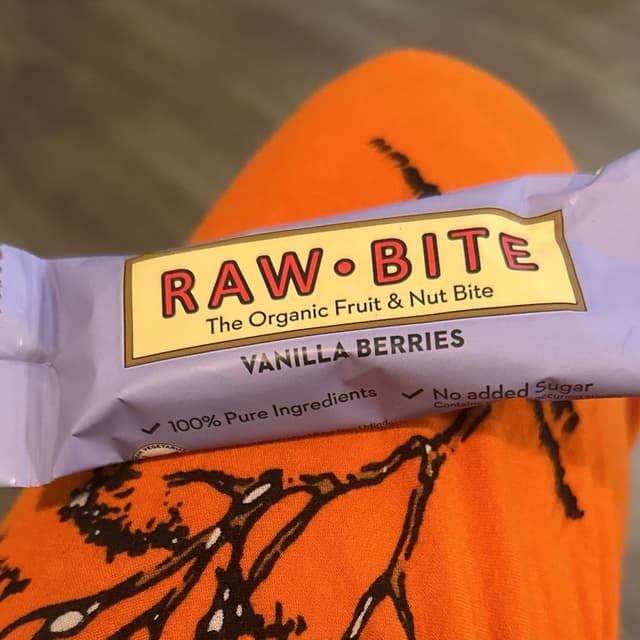 RAW•BITE
The Organic Fruit & Nut Bite
VANILLA BERRIES
✓ 100% Pure Ingredients
✓ No added Sugar